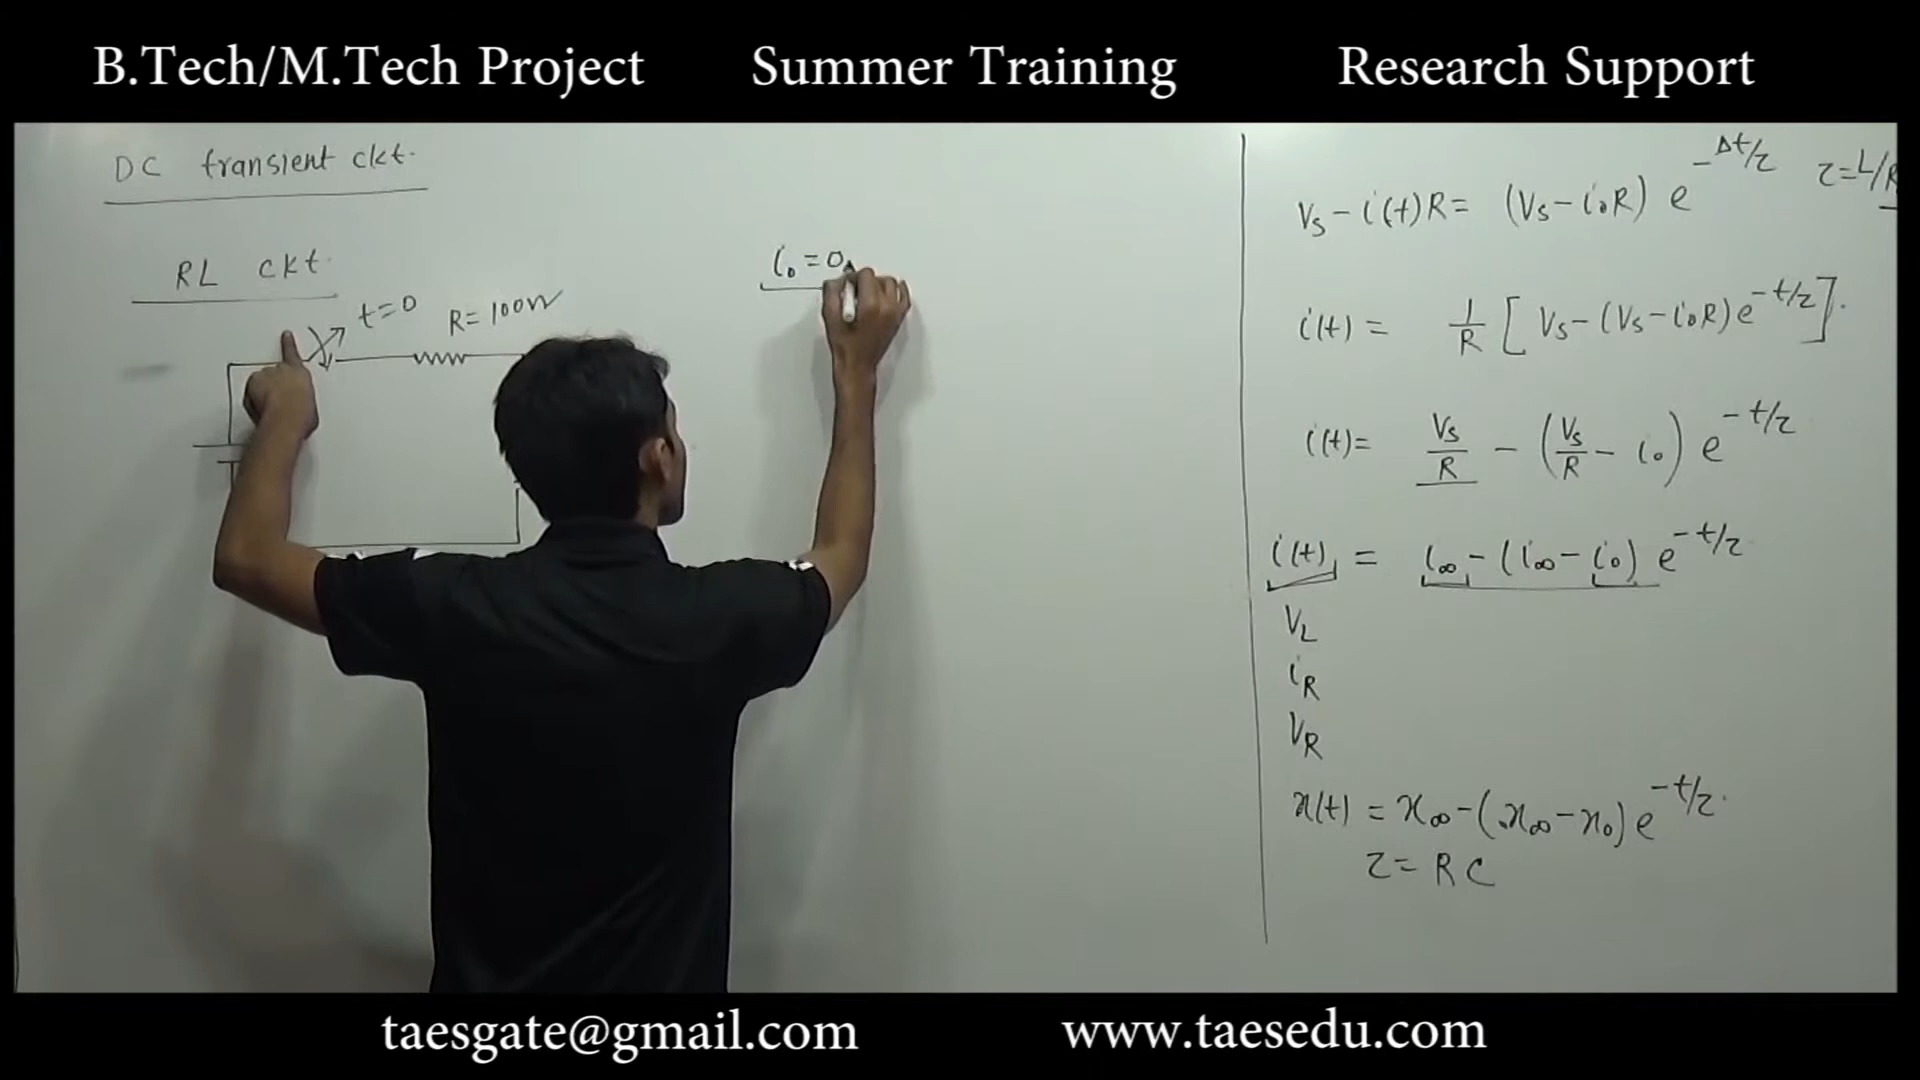 B.Tech/M.Tech Project Summer Training Research Support
DC transient ckt.
RL ckt.
t=0
R=100Ω
i₀=0
Vs-i(t)R= (Vs-i₀R) e^-Δt/τ τ=L/R
i(t) = 1/R [Vs-(Vs-i₀R)e^-t/τ].
i(t)= Vs/R - (Vs/R - i₀) e^-t/τ
i(t) = i∞-(i∞-i₀) e^-t/τ
VL
iR
VR
x(t) = x∞-(x∞-x₀) e^-t/τ.
τ= RC
taesgate@gmail.com www.taesedu.com